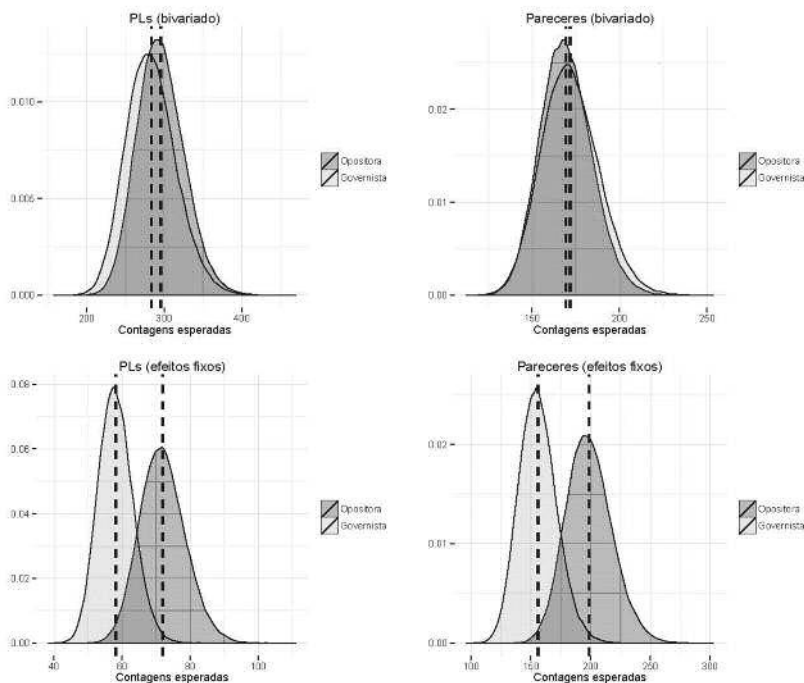 PLs (bivariado)
0.010
0.005
0.000
200
300
400
Contagens esperadas
Opositora
Governista
Pareceres (bivariado)
0.02
0.01
0.00
150
200
250
Contagens esperadas
Opositora
Governista
PLs (efeitos fixos)
0.08
0.06
0.04
0.02
0.00
40
60
80
100
Contagens esperadas
Opositora
Governista
Pareceres (efeitos fixos)
0.02
0.01
0.00
100
150
200
250
300
Contagens esperadas
Opositora
Governista